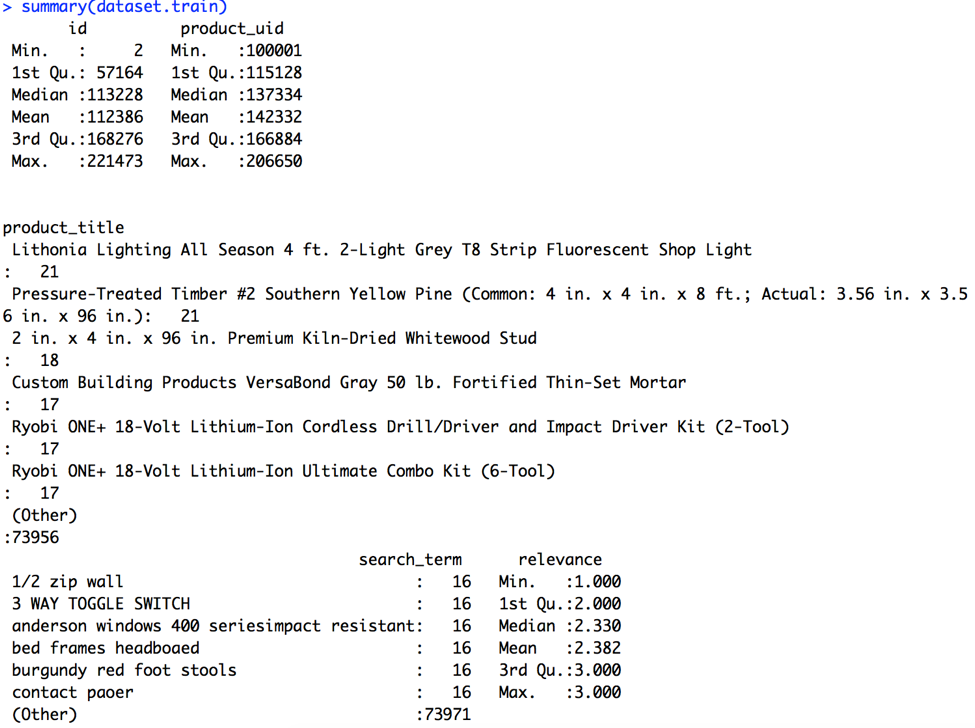 > summary(dataset.train)
id product_uid
Min. : 2 Min. :100001
1st Qu.: 57164 1st Qu.:115128
Median :113228 Median :137334
Mean :112386 Mean :142332
3rd Qu.:168276 3rd Qu.:166884
Max. :221473 Max. :206650
product_title
Lithonia Lighting All Season 4 ft. 2-Light Grey T8 Strip Fluorescent Shop Light
: 21
Pressure-Treated Timber #2 Southern Yellow Pine (Common: 4 in. x 4 in. x 8 ft.; Actual: 3.56 in. x 3.5
6 in. x 96 in.): 21
2 in. x 4 in. x 96 in. Premium Kiln-Dried Whitewood Stud
: 18
Custom Building Products VersaBond Gray 50 lb. Fortified Thin-Set Mortar
: 17
Ryobi ONE+ 18-Volt Lithium-Ion Cordless Drill/Driver and Impact Driver Kit (2-Tool)
: 17
Ryobi ONE+ 18-Volt Lithium-Ion Ultimate Combo Kit (6-Tool)
: 17
(Other)
:73956
search_term relevance
1/2 zip wall : 16 Min. :1.000
3 WAY TOGGLE SWITCH : 16 1st Qu.:2.000
anderson windows 400 seriesimpact resistant: 16 Median :2.330
bed frames headboaed : 16 Mean :2.382
burgundy red foot stools : 16 3rd Qu.:3.000
contact paoer : 16 Max. :3.000
(Other) :73971